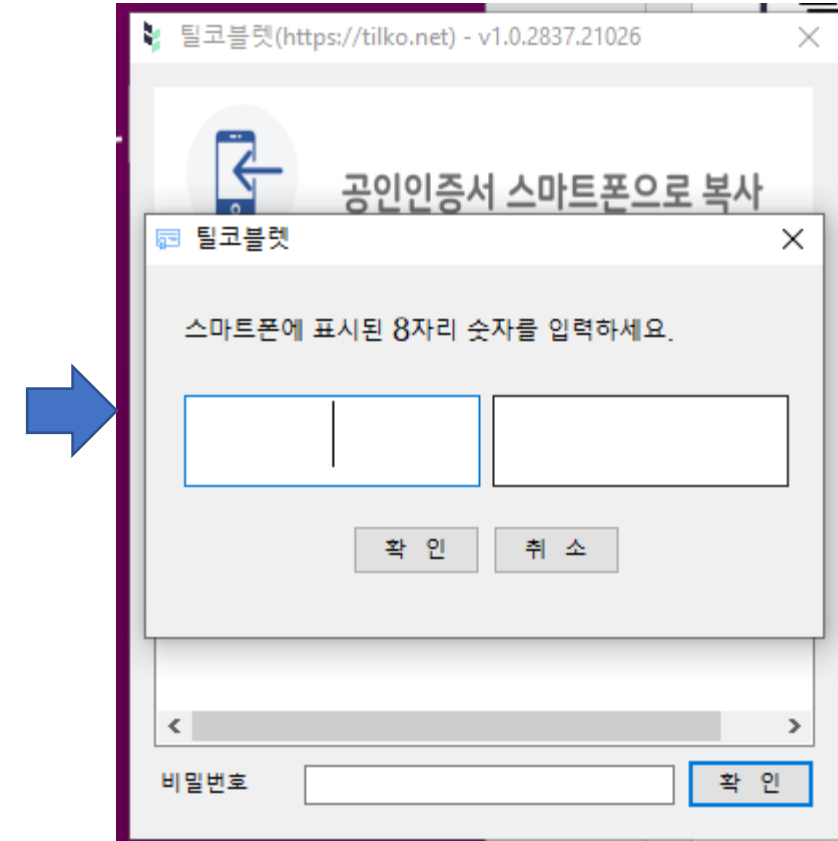 틸코블렛(https://tilko.net) - v1.0.2837.21026
공인인증서 스마트폰으로 복사
틸코블렛
스마트폰에 표시된 8자리 숫자를 입력하세요.
확 인 취 소
비밀번호 확 인